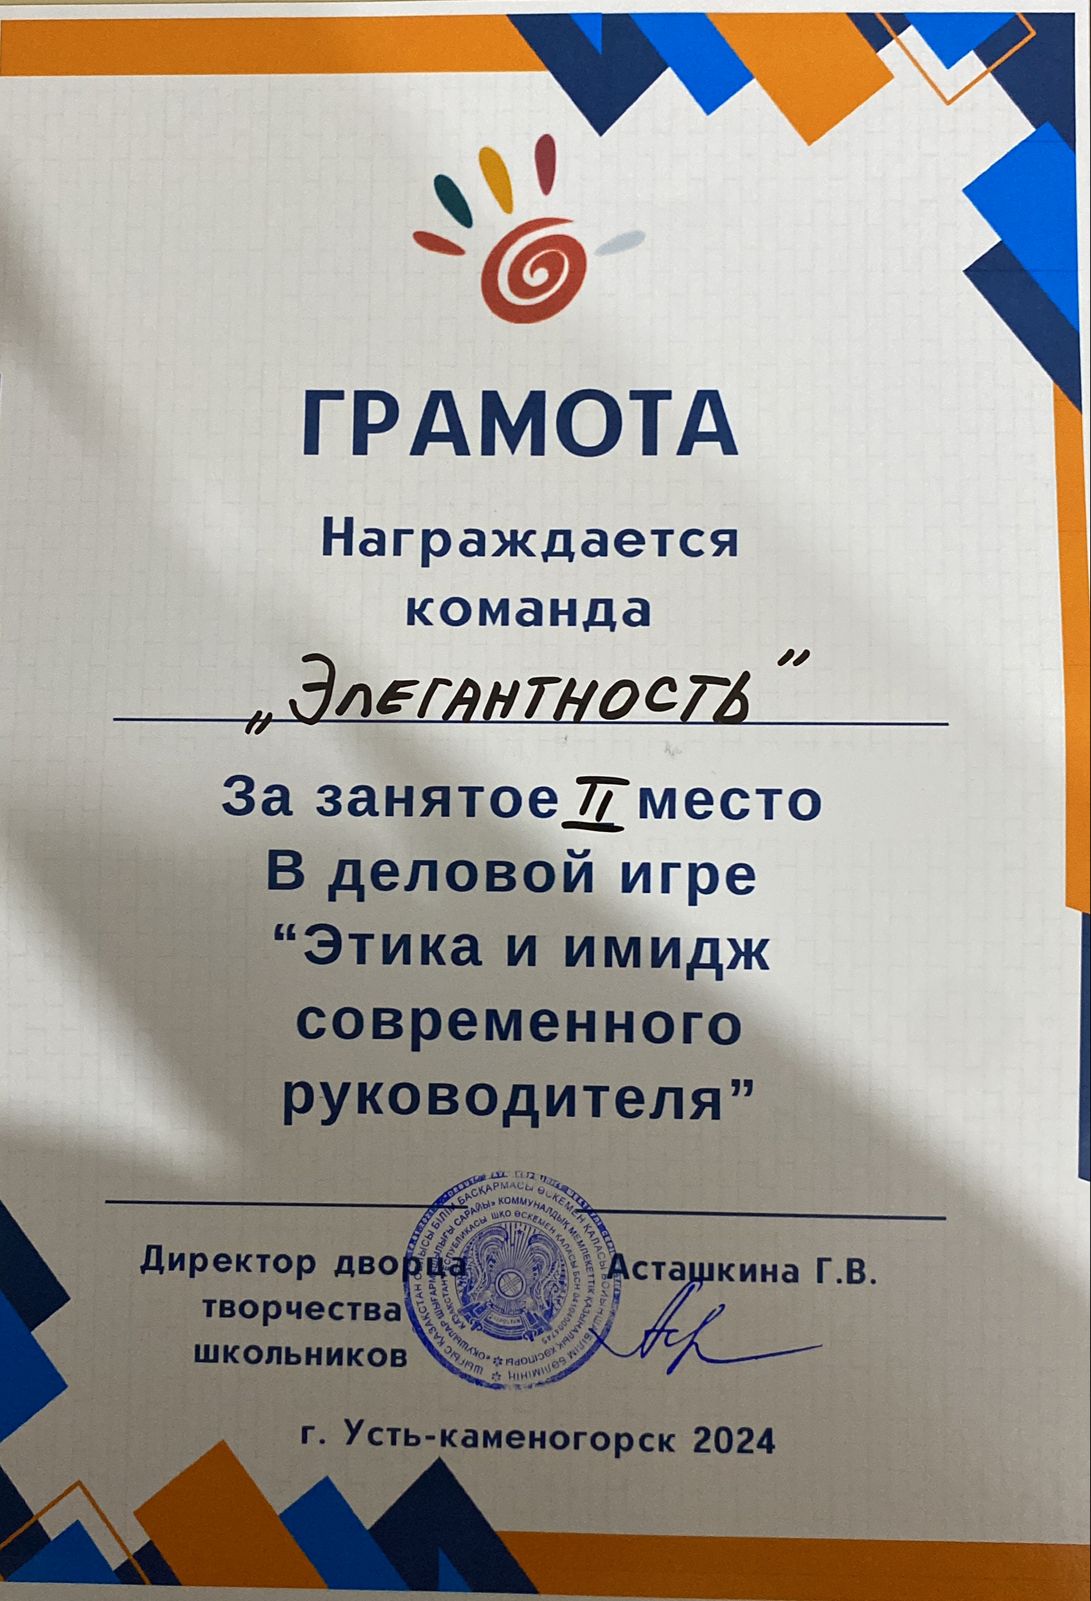 ГРАМОТА
Награждается
команда
„Элегантность”
За занятое II место
В деловой игре
“Этика и имидж
современного
руководителя”
Директор дворца
творчества
школьников
Асташкина Г.В.
г. Усть-каменогорск 2024